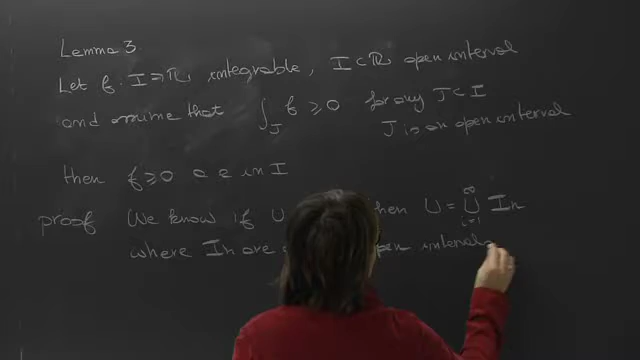 Lemma 3.
Let f: I → ℝ integrable, I ⊂ ℝ open interval
and assume that ∫_J f ≥ 0 for any J ⊂ I
J is an open interval
then f ≥ 0 a e in I
proof We know if U then U = ∪_{i=1}^∞ In
where In are open intervals